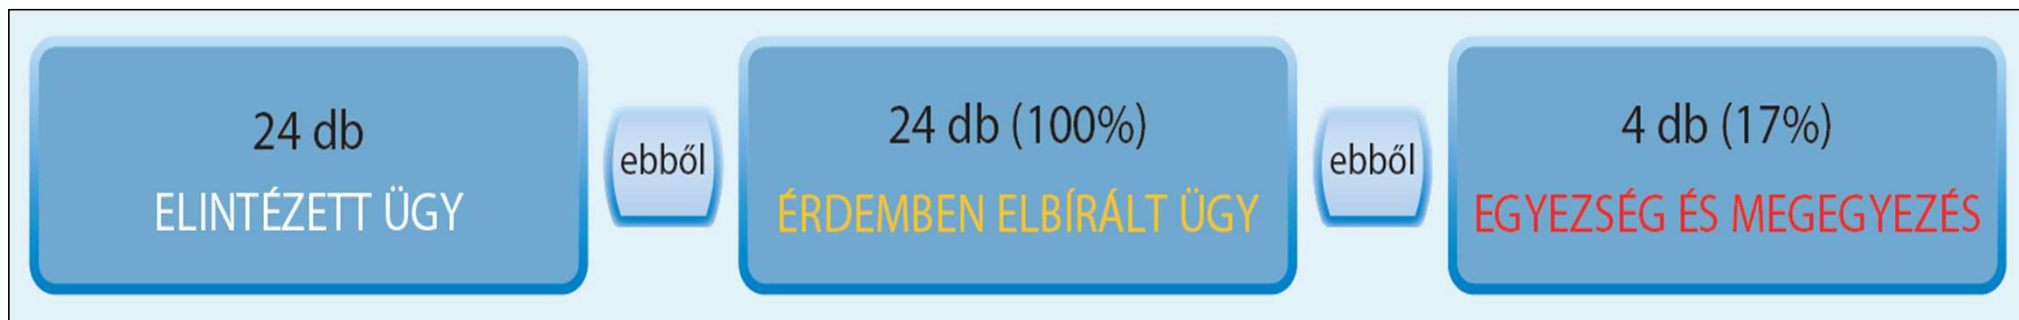 24 db
ELINTÉZETT ÜGY
ebből
24 db (100%)
ÉRDEMBEN ELBÍRÁLT ÜGY
ebből
4 db (17%)
EGYEZSÉG ÉS MEGEGYEZÉS